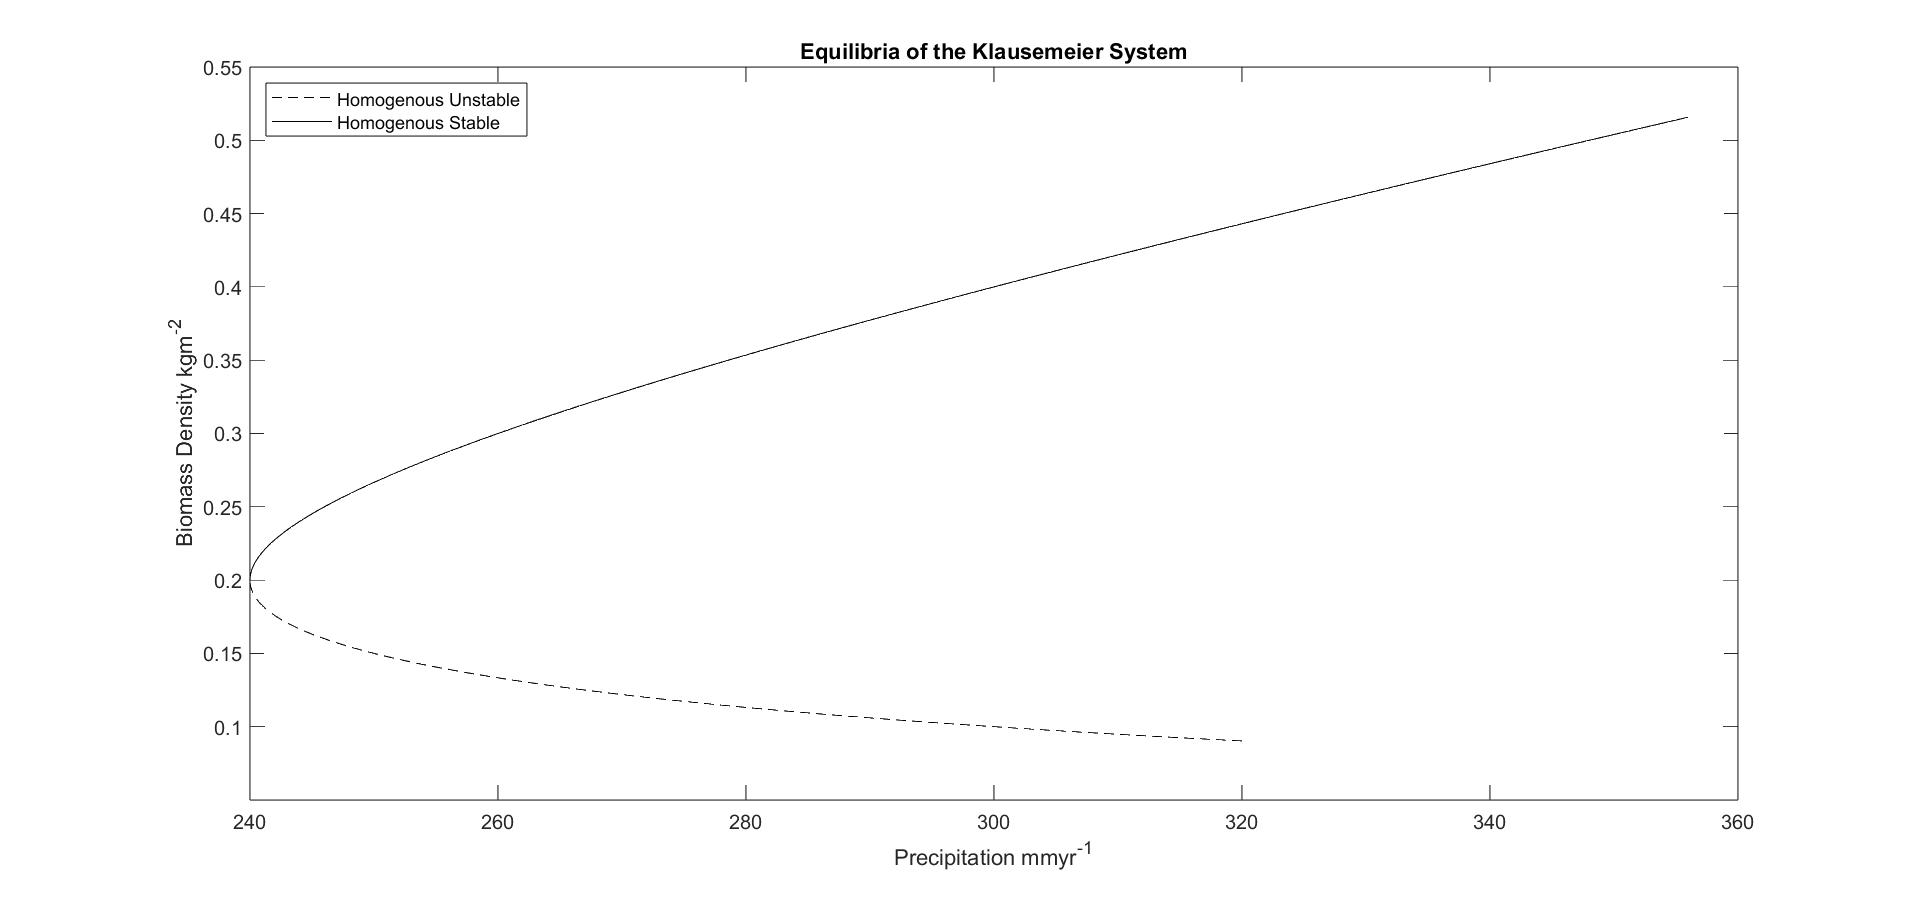 Equilibria of the Klausemeier System
0.55
Homogenous Unstable
Homogenous Stable
0.5
0.45
0.4
0.35
0.3
0.25
0.2
0.15
0.1
Biomass Density kgm-2
240 260 280 300 320 340 360
Precipitation mmyr-1